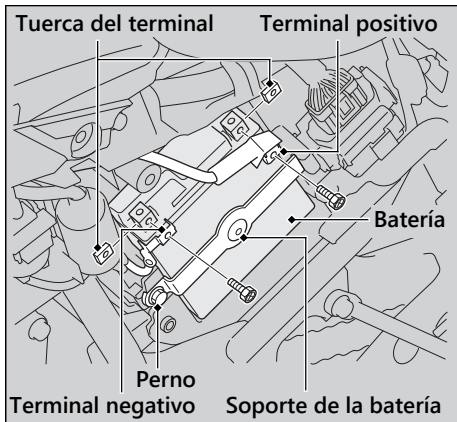 Tuerca del terminal
Terminal positivo
Batería
Perno
Terminal negativo
Soporte de la batería